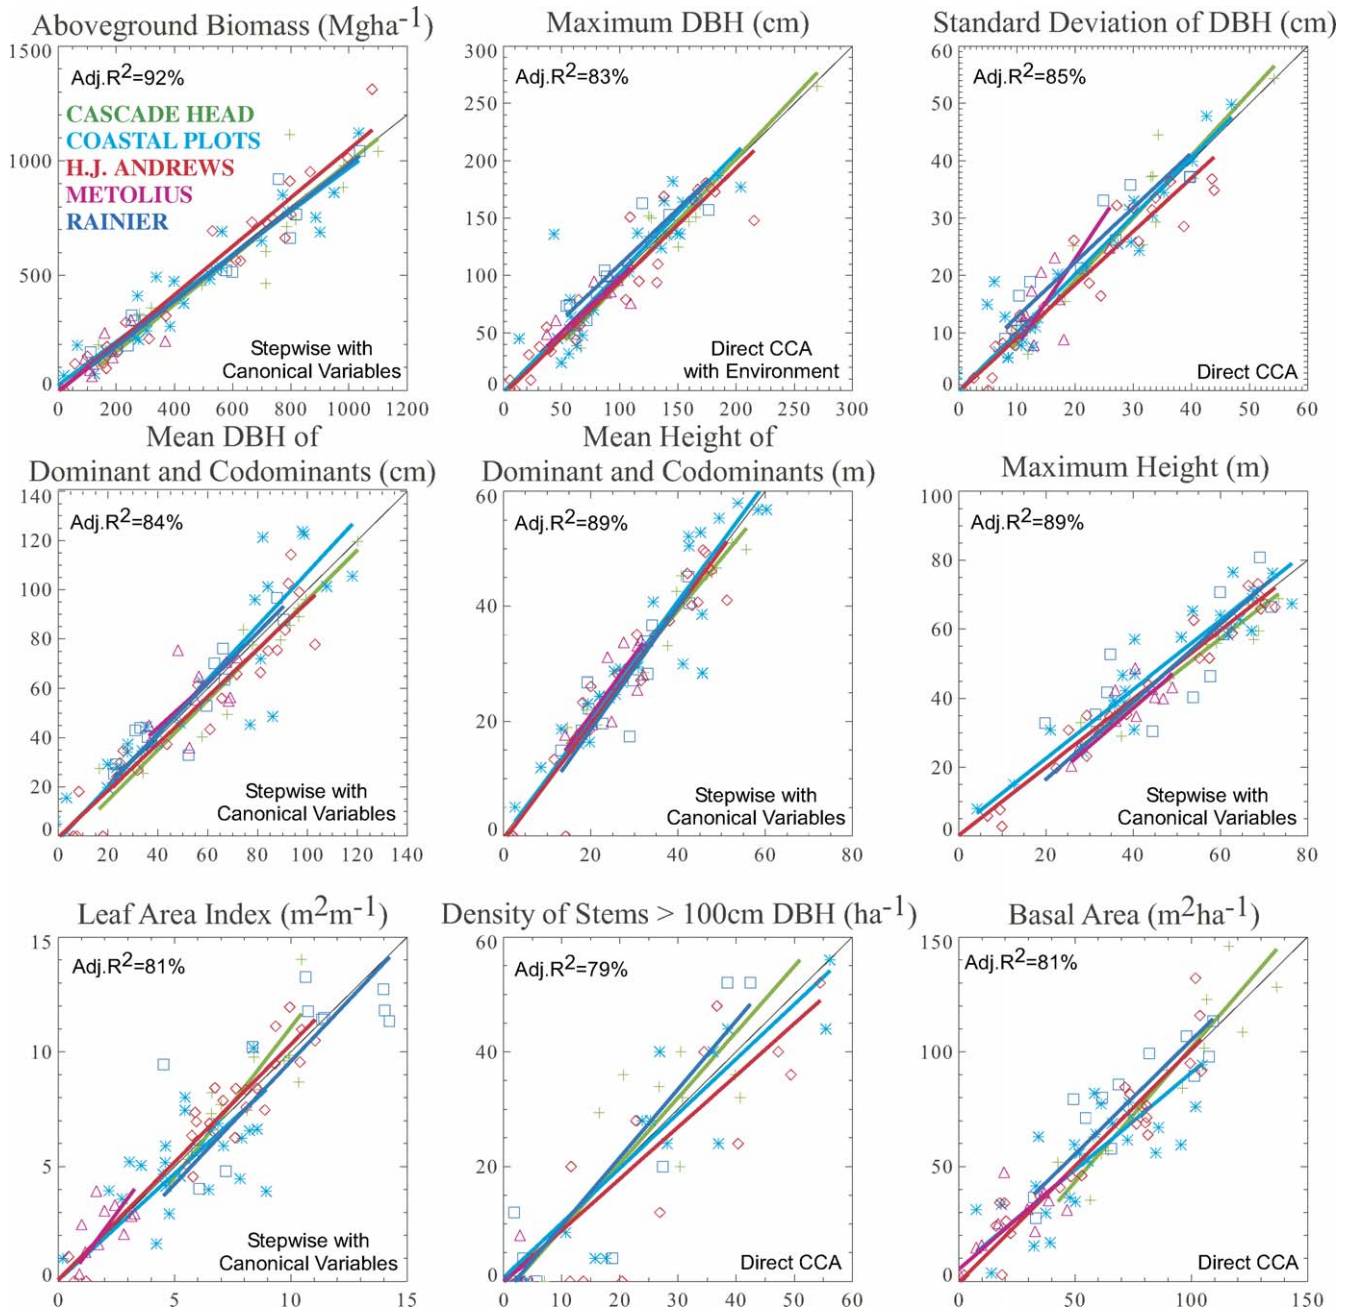 Aboveground Biomass (Mgha-1)
Maximum DBH (cm)
Standard Deviation of DBH (cm)
1500
1000
500
0
0 200 400 600 800 1000 1200
Adj.R2=92%
CASCADE HEAD
COASTAL PLOTS
H.J. ANDREWS
METOLIUS
RAINIER
Stepwise with
Canonical Variables
300
250
200
150
100
50
0
0 50 100 150 200 250 300
Adj.R2=83%
Direct CCA
with Environment
60
50
40
30
20
10
0
0 10 20 30 40 50 60
Adj.R2=85%
Direct CCA
Mean DBH of
Dominant and Codominants (cm)
Mean Height of
Dominant and Codominants (m)
Maximum Height (m)
140
120
100
80
60
40
20
0
0 20 40 60 80 100 120 140
Adj.R2=84%
Stepwise with
Canonical Variables
60
40
20
0
0 20 40 60 80
Adj.R2=89%
Stepwise with
Canonical Variables
100
80
60
40
20
0
0 20 40 60 80
Adj.R2=89%
Stepwise with
Canonical Variables
Leaf Area Index (m2m-1)
Density of Stems > 100cm DBH (ha-1)
Basal Area (m2ha-1)
15
10
5
0
0 5 10 15
Adj.R2=81%
Stepwise with
Canonical Variables
60
40
20
0
0 10 20 30 40 50 60
Adj.R2=79%
Direct CCA
150
100
50
0
0 50 100 150
Adj.R2=81%
Direct CCA